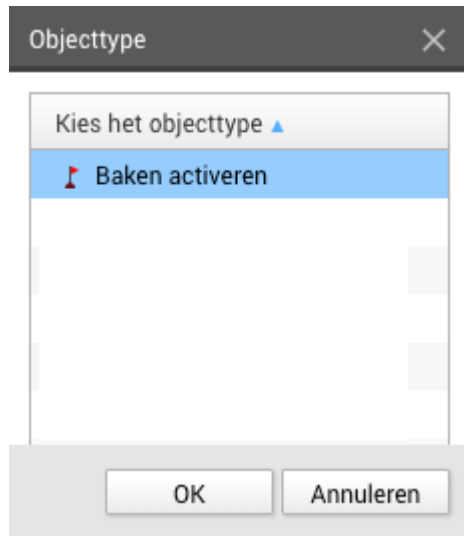 Objecttype
Kies het objecttype
Baken activeren
OK
Annuleren